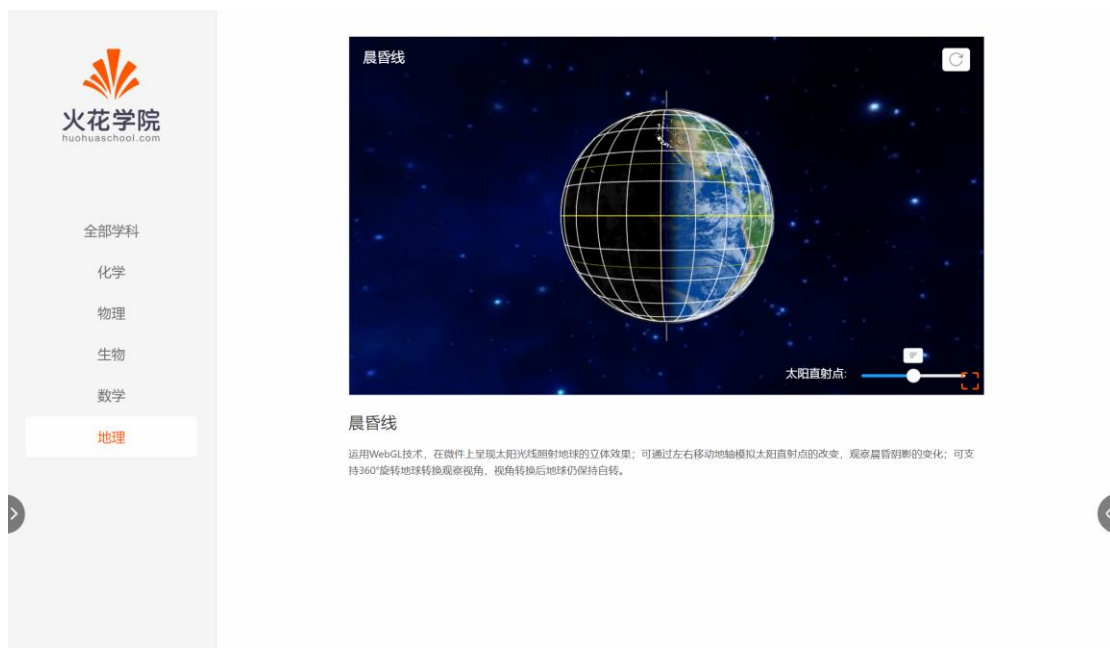 火花学院
huohuaschool.com
全部学科
化学
物理
生物
数学
地理
晨昏线
0°
太阳直射点:
晨昏线
运用WebGL技术，在微件上呈现太阳光线照射地球的立体效果；可通过左右移动地轴模拟太阳直射点的改变，观察晨昏阴影的变化；可支
持360°旋转地球转换观察视角，视角转换后地球仍保持自转。